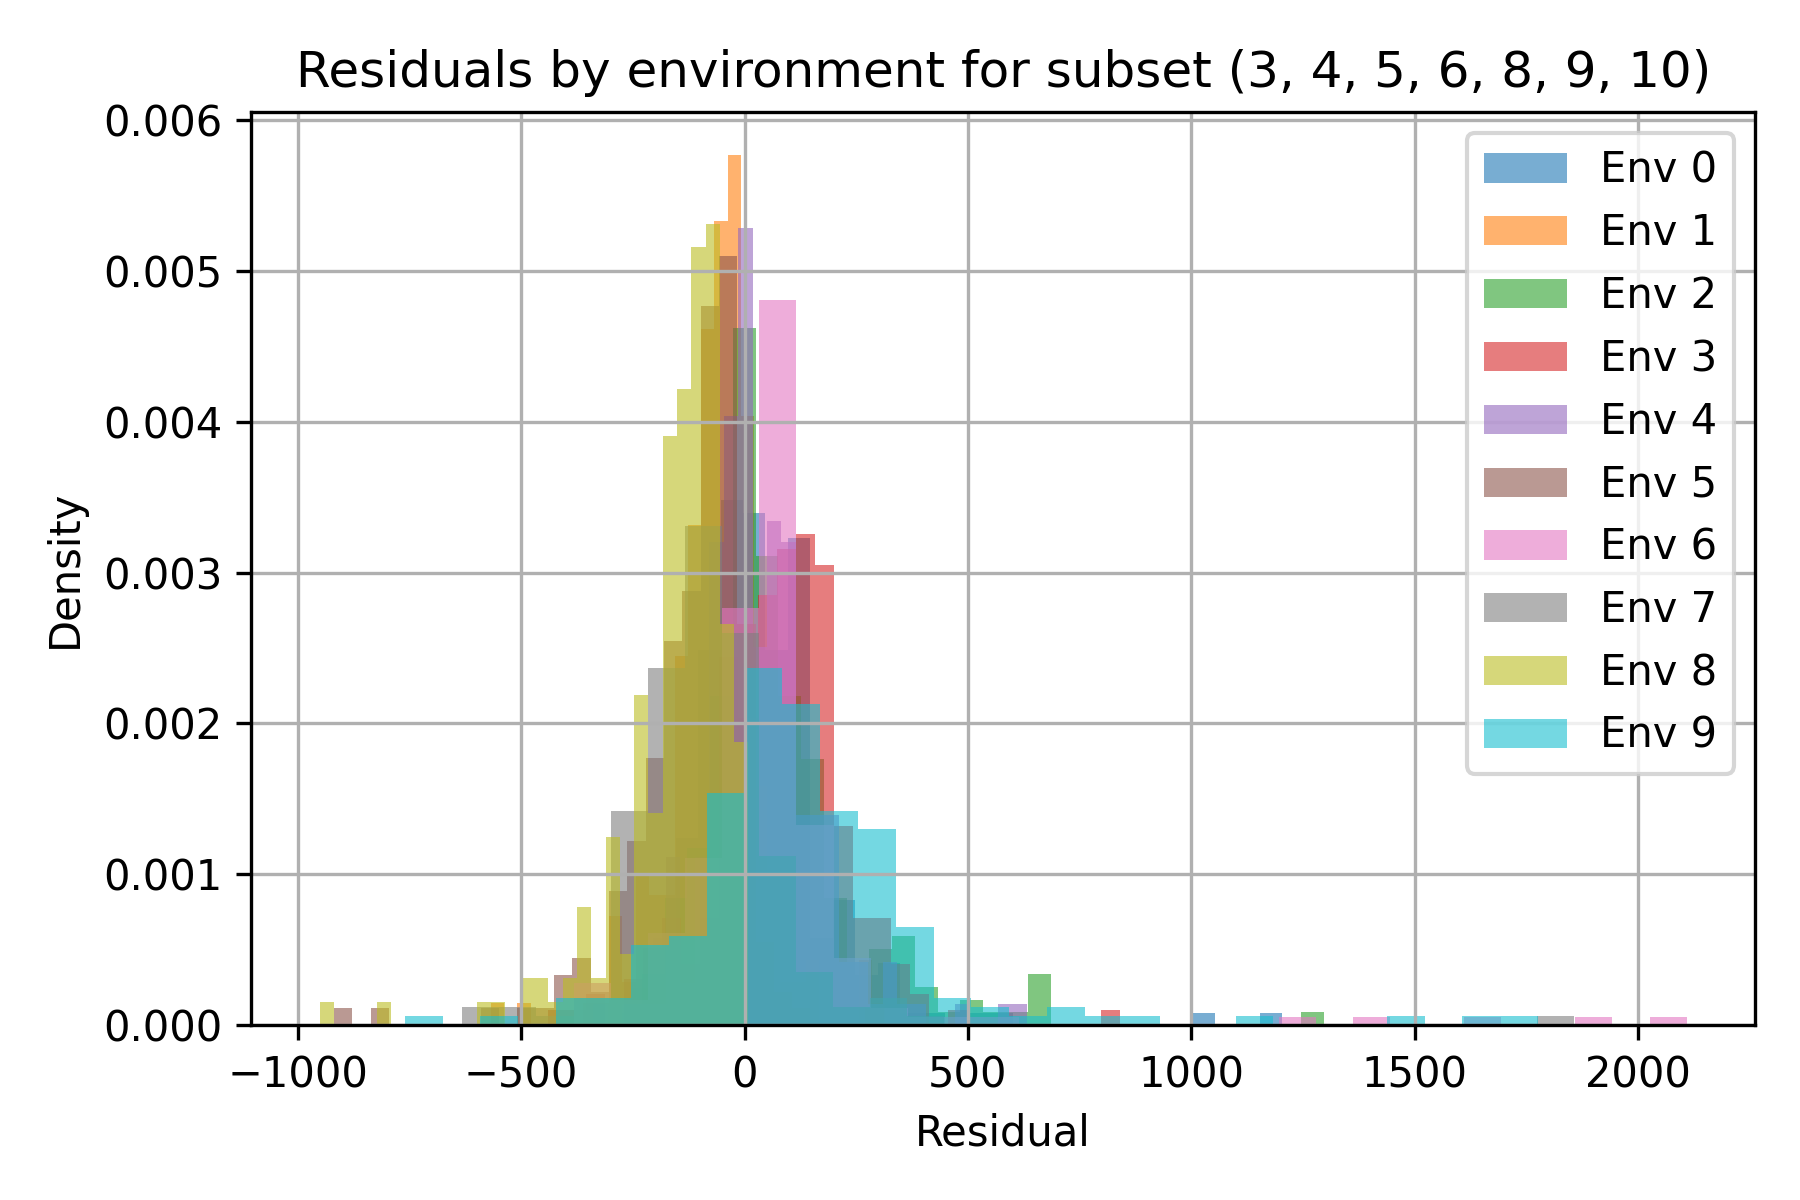 Residuals by environment for subset (3, 4, 5, 6, 8, 9, 10)
0.006
0.005
0.004
0.003
0.002
0.001
0.000
Density
−1000
−500
0
500
1000
1500
2000
Residual
Env 0
Env 1
Env 2
Env 3
Env 4
Env 5
Env 6
Env 7
Env 8
Env 9